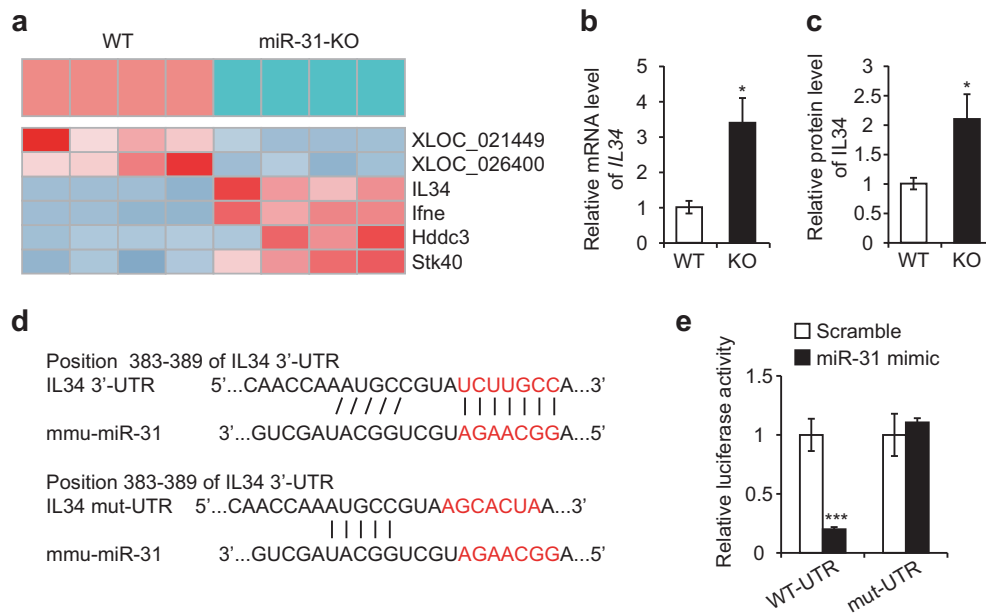 a
WT miR-31-KO
XLOC_021449
XLOC_026400
IL34
Ifne
Hddc3
Stk40
b
Relative mRNA level
of IL34
5
4
3
2
1
0
*
WT KO
c
Relative protein level
of IL34
3
2.5
2
1.5
1
0.5
0
*
WT KO
d
Position 383-389 of IL34 3’-UTR
IL34 3’-UTR 5’...CAACCAAAUGCCGUAUCUUGCCA...3’
mmu-miR-31 3’...GUCGAUACGGUCGUAGAACGGA...5’
Position 383-389 of IL34 3’-UTR
IL34 mut-UTR 5’...CAACCAAAUGCCGUAAGCACUAA...3’
mmu-miR-31 3’...GUCGAUACGGUCGUAGAACGGA...5’
e
Scramble
miR-31 mimic
Relative luciferase activity
1.5
1
0.5
0
***
WT-UTR
mut-UTR